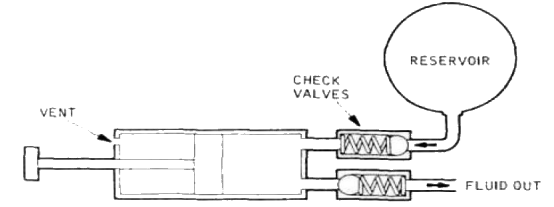 RESERVOIR
CHECK
VALVES
VENT
FLUID OUT